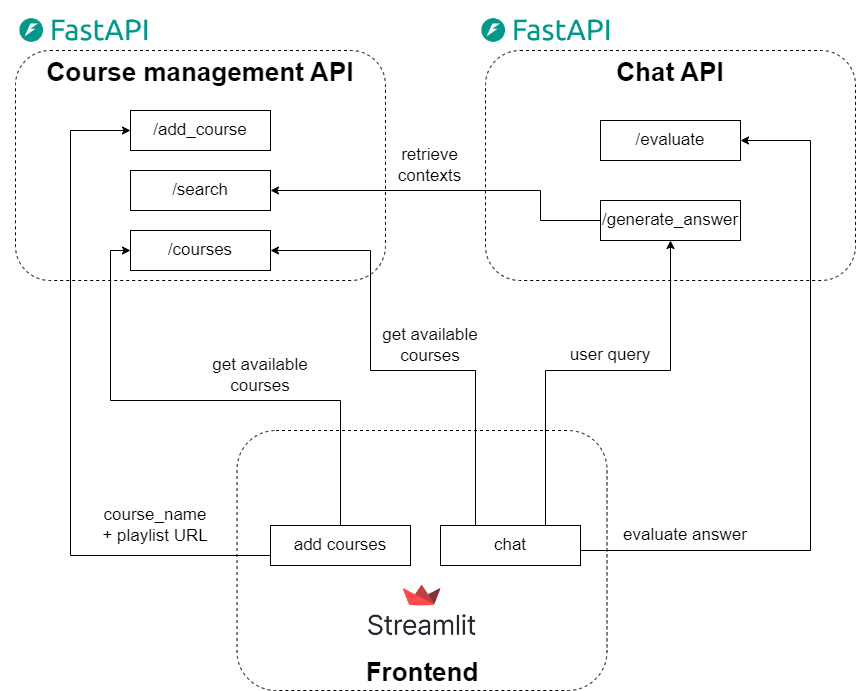 FastAPI
FastAPI
Course management API
Chat API
/add_course
/evaluate
retrieve
contexts
/search
/generate_answer
/courses
get available
courses
user query
get available
courses
course_name
+ playlist URL
add courses
chat
evaluate answer
Streamlit
Frontend